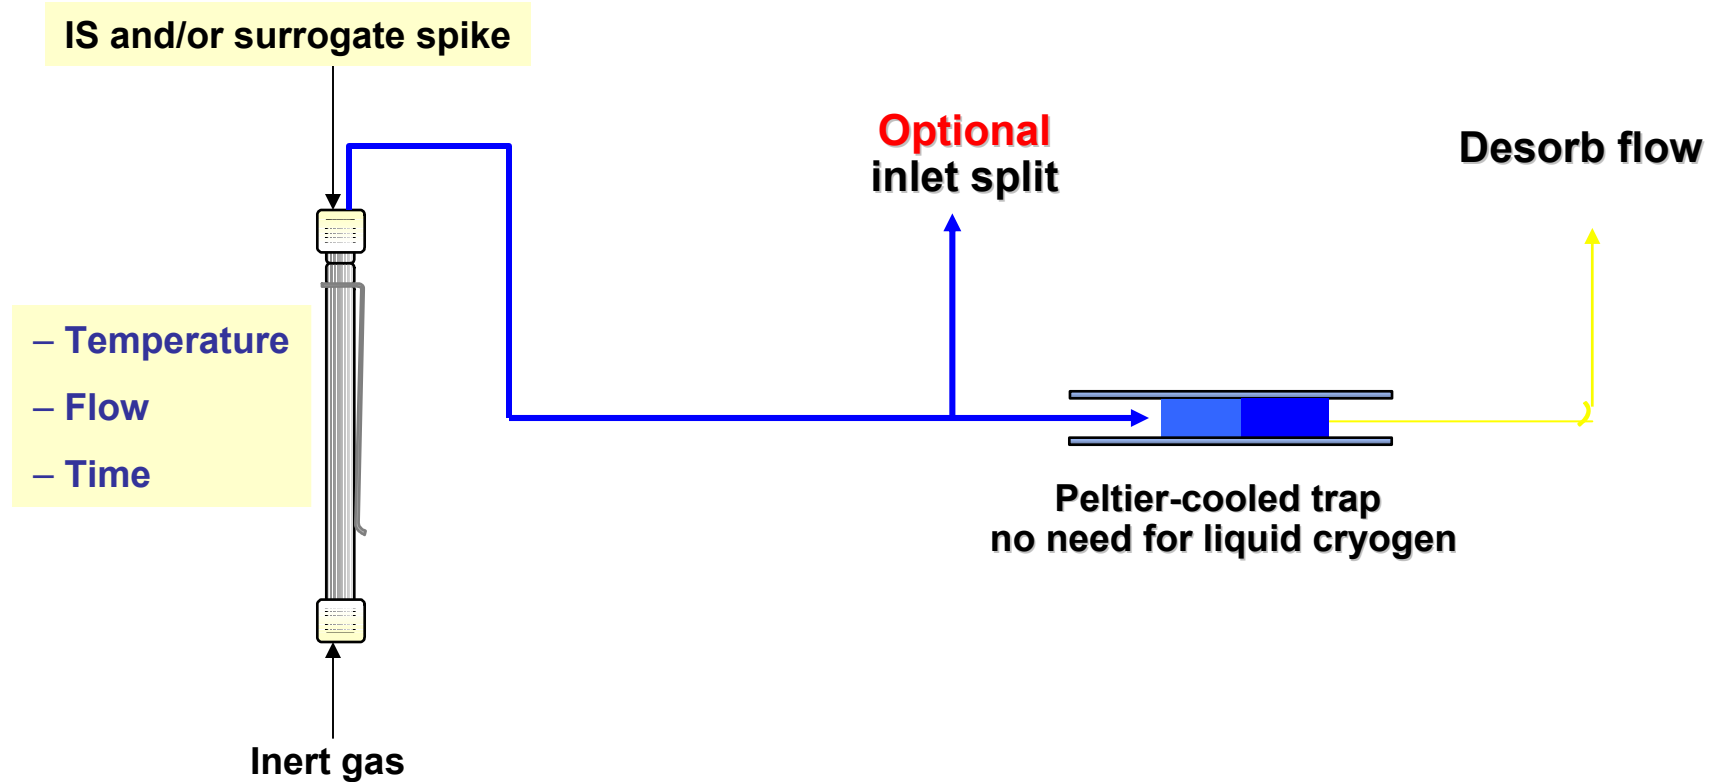 IS and/or surrogate spike
Optional
inlet split
Desorb flow
– Temperature
– Flow
– Time
Peltier-cooled trap
no need for liquid cryogen
Inert gas